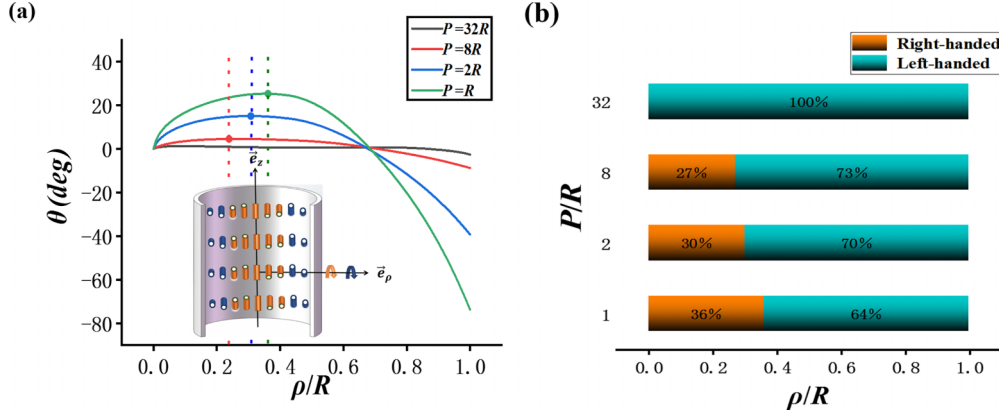 (a)
P=32R
P=8R
P=2R
P=R
40
20
0
−20
−40
−60
−80
θ(deg)
e⃗z
e⃗ρ
0.0 0.2 0.4 0.6 0.8 1.0
ρ/R
(b)
Right-handed
Left-handed
32
100%
8
27% 73%
2
30% 70%
1
36% 64%
P/R
0.0 0.2 0.4 0.6 0.8 1.0
ρ/R